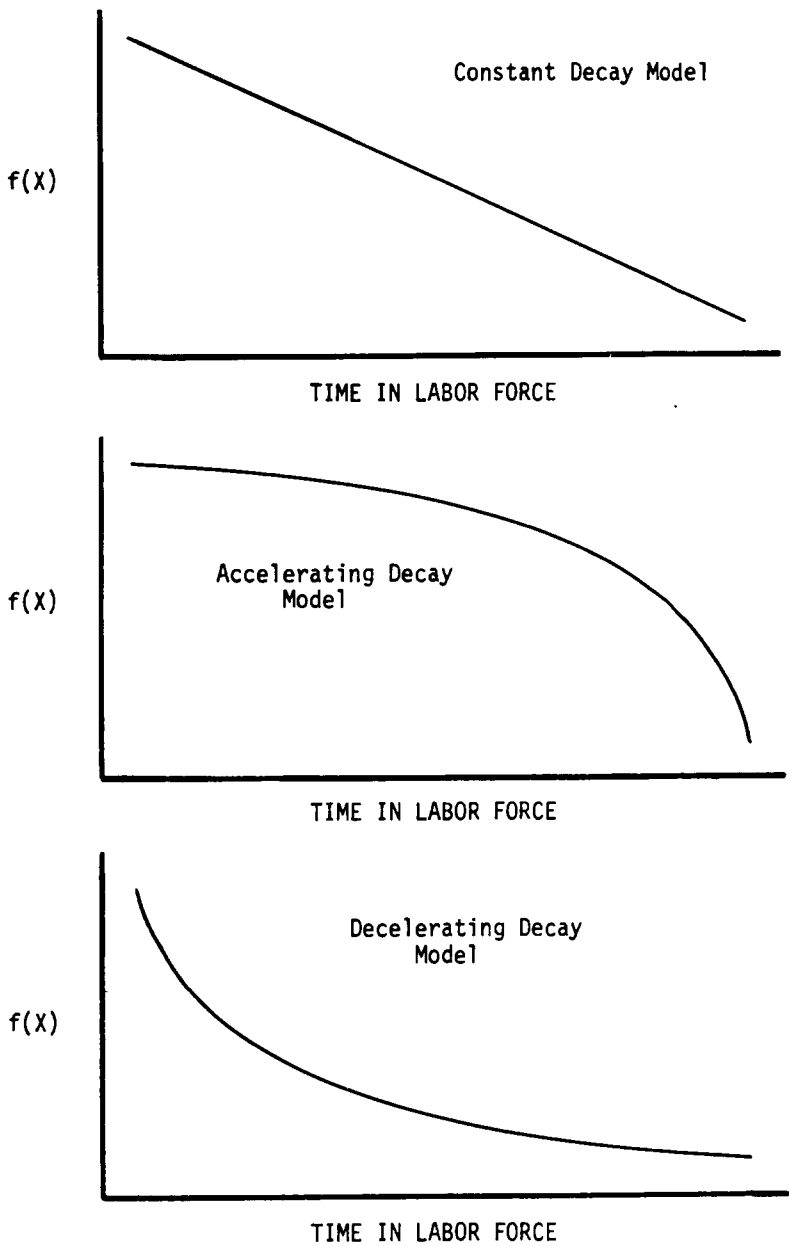 Constant Decay Model
f(X)
TIME IN LABOR FORCE
Accelerating Decay
Model
f(X)
TIME IN LABOR FORCE
Decelerating Decay
Model
f(X)
TIME IN LABOR FORCE